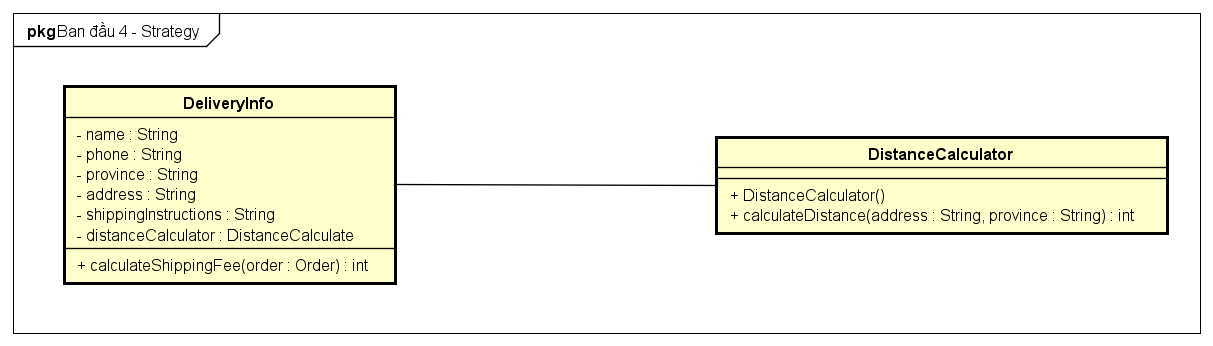 pkgBan đầu 4 - Strategy
DeliveryInfo
- name : String
- phone : String
- province : String
- address : String
- shippingInstructions : String
- distanceCalculator : DistanceCalculate
+ calculateShippingFee(order : Order) : int
DistanceCalculator
+ DistanceCalculator()
+ calculateDistance(address : String, province : String) : int